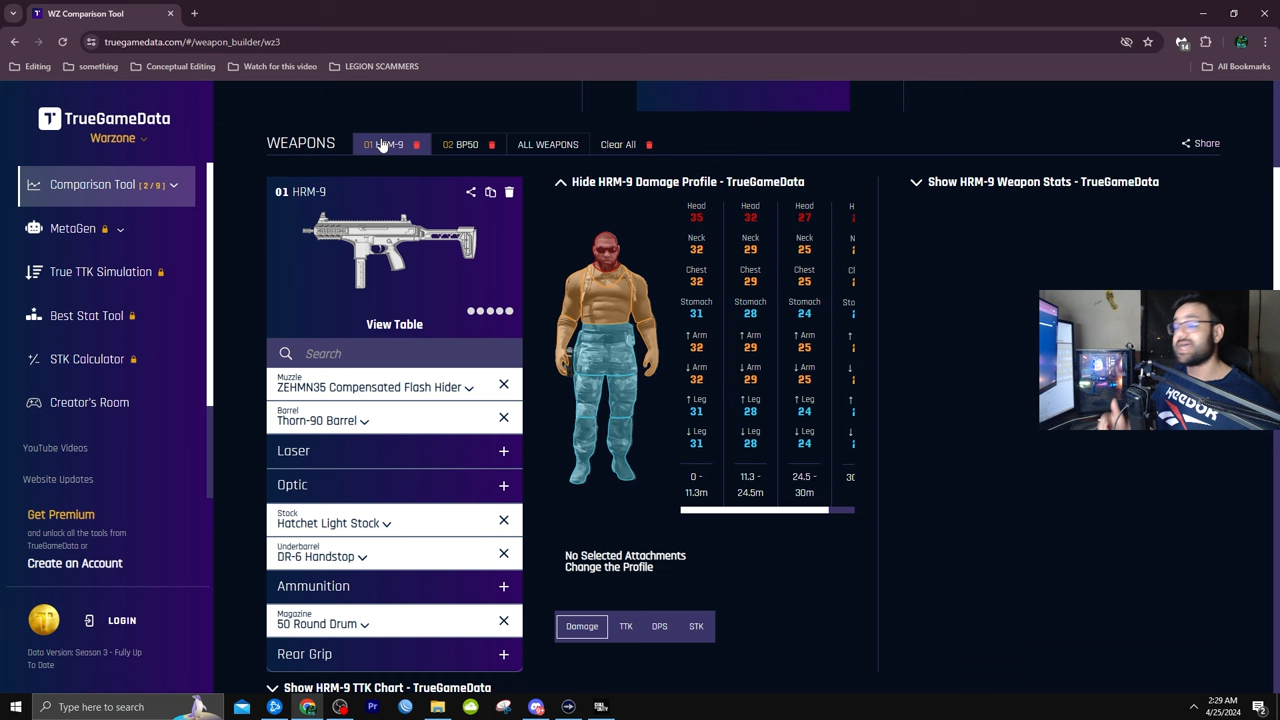 WZ Comparison Tool
truegamedata.com/#/weapon_builder/wz3
14
Editing
something
Conceptual Editing
Watch for this video
LEGION SCAMMERS
All Bookmarks
TrueGameData
Warzone
Comparison Tool [2/9]
MetaGen
True TTK Simulation
Best Stat Tool
STK Calculator
Creator's Room
YouTube Videos
Website Updates
Get Premium
and unlock all the tools from
TrueGameData or
Create an Account
LOGIN
Data Version: Season 3 - Fully Up
To Date
WEAPONS
01 HRM-9
02 BP50
ALL WEAPONS
Clear All
Share
01 HRM-9
View Table
Search
Muzzle
ZEHMN35 Compensated Flash Hider
Barrel
Thorn-90 Barrel
Laser
Optic
Stock
Hatchet Light Stock
Underbarrel
DR-6 Handstop
Ammunition
Magazine
50 Round Drum
Rear Grip
Show HRM-9 TTK Chart - TrueGameData
Hide HRM-9 Damage Profile - TrueGameData
Head Head Head H
35 32 27
Neck Neck Neck N
32 29 25
Chest Chest Chest Cl
32 29 25
Stomach Stomach Stomach Sto
31 28 24
↑ Arm ↑ Arm ↑ Arm ↑
32 29 25
↓ Arm ↓ Arm ↓ Arm ↓
32 29 25
↑ Leg ↑ Leg ↑ Leg ↑
31 28 24
↓ Leg ↓ Leg ↓ Leg ↓
31 28 24
0 - 11.3 - 24.5 - 30
11.3m 24.5m 30m
No Selected Attachments
Change the Profile
Damage TTK DPS STK
Show HRM-9 Weapon Stats - TrueGameData
REEBOK
Type here to search
2:29 AM
4/25/2024
2